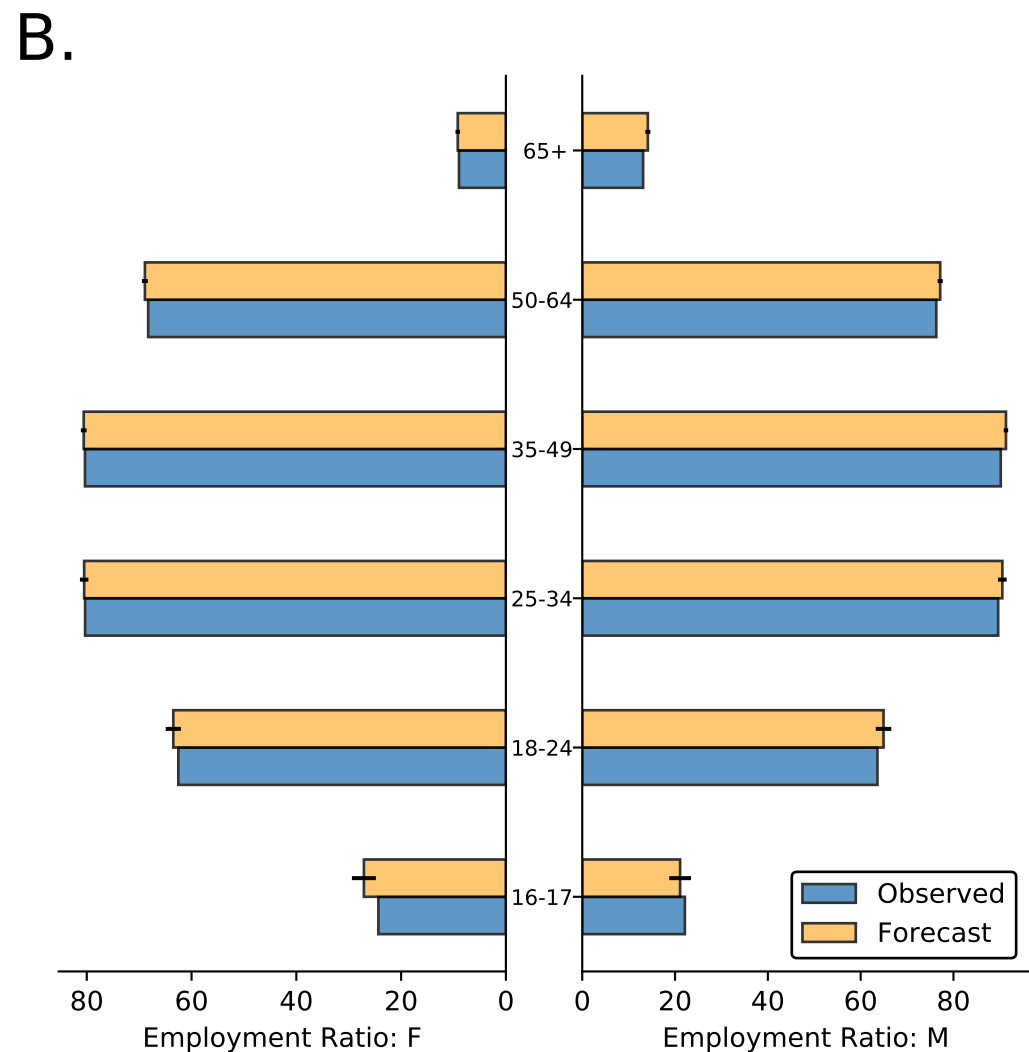 B.
65+
50-64
35-49
25-34
18-24
16-17
Observed
Forecast
80 60 40 20 0 0 20 40 60 80
Employment Ratio: F Employment Ratio: M